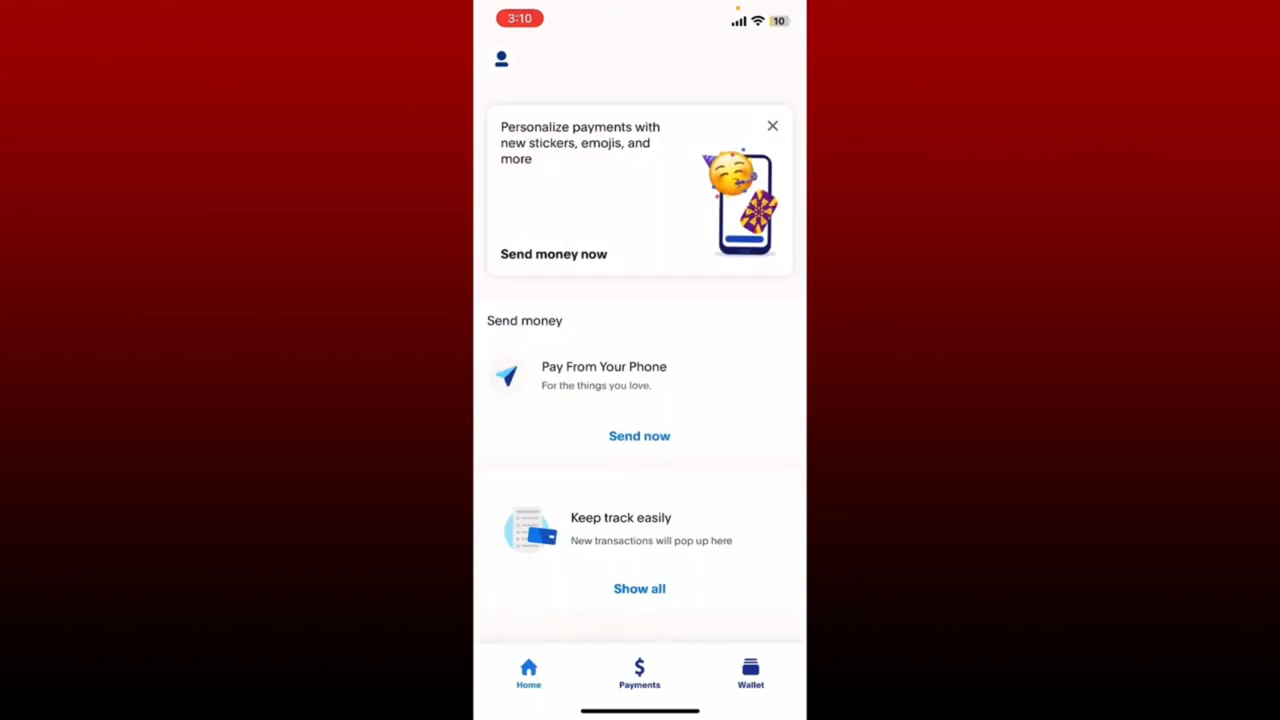 3:10
10
Personalize payments with
new stickers, emojis, and
more
Send money now
Send money
Pay From Your Phone
For the things you love.
Send now
Keep track easily
New transactions will pop up here
Show all
Home
Payments
Wallet